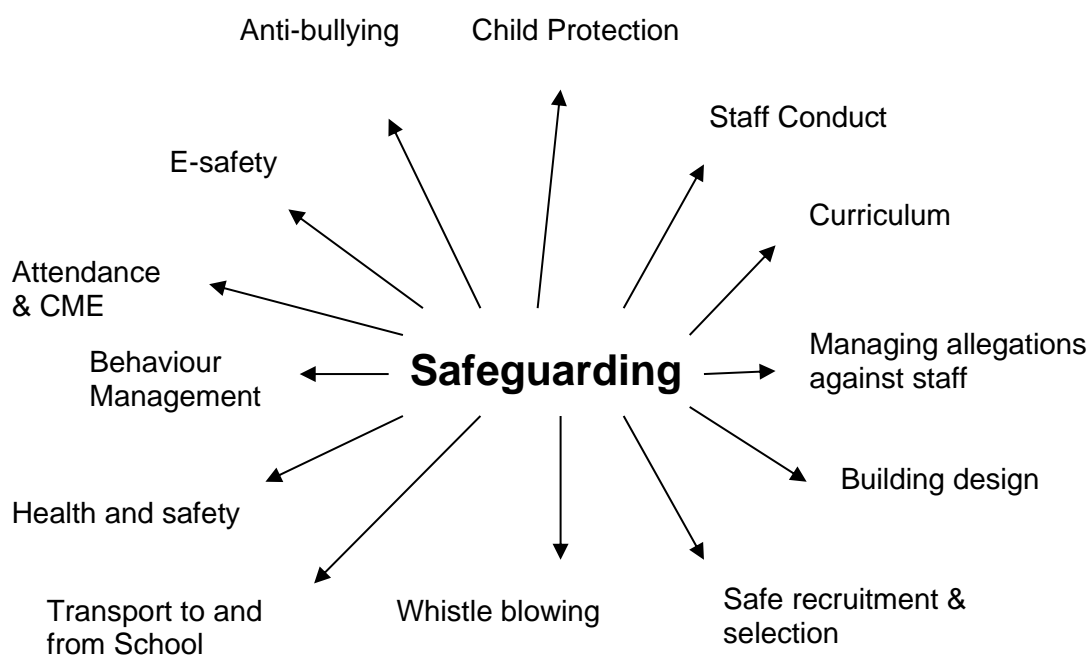 Anti-bullying
Child Protection
Staff Conduct
E-safety
Curriculum
Attendance
& CME
Behaviour
Management
Safeguarding
Managing allegations
against staff
Building design
Health and safety
Transport to and
from School
Whistle blowing
Safe recruitment &
selection